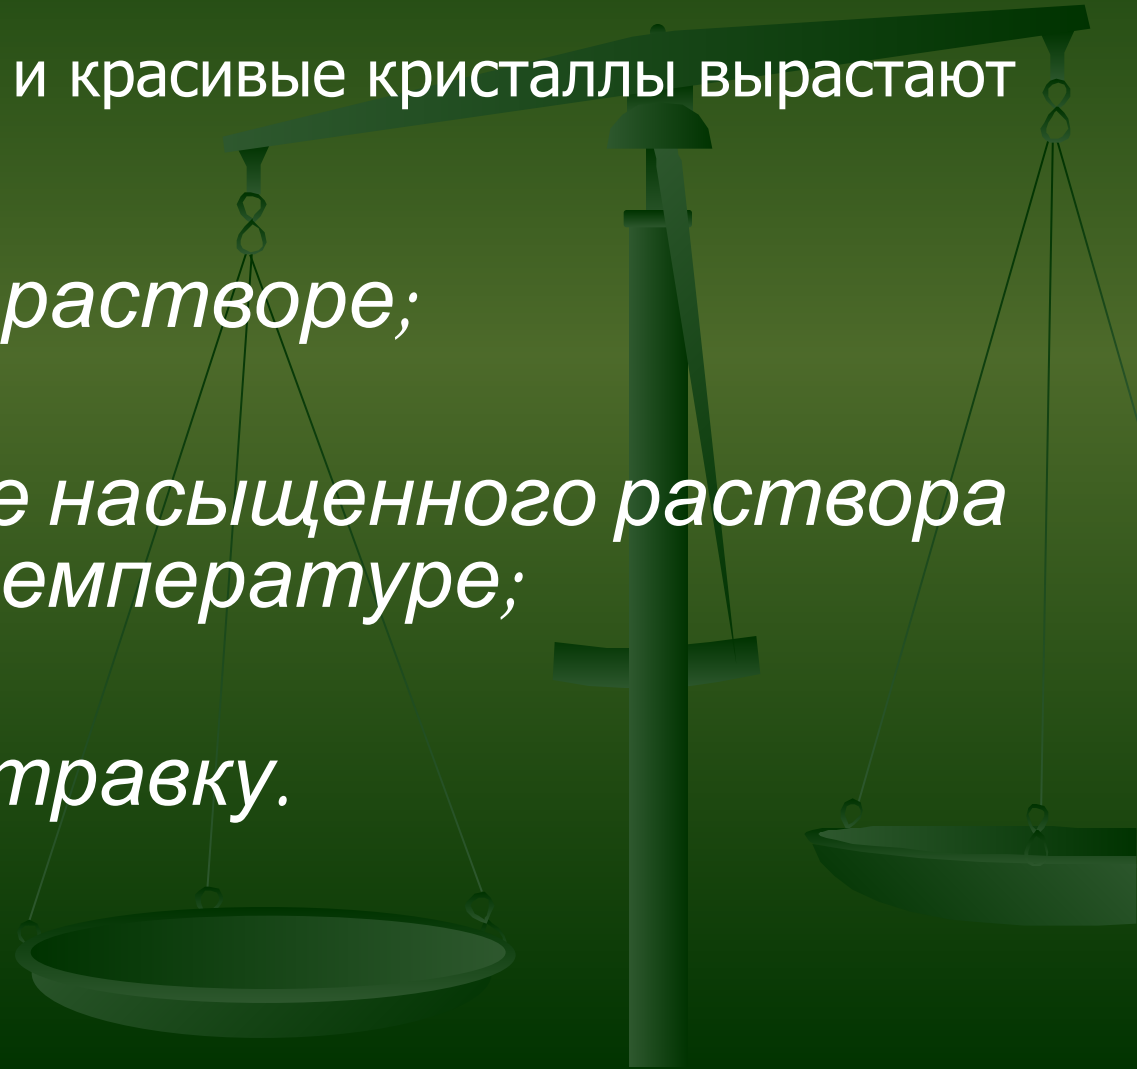 и красивые кристаллы вырастают
растворе;
е насыщенного раствора
емпературе;
травку.